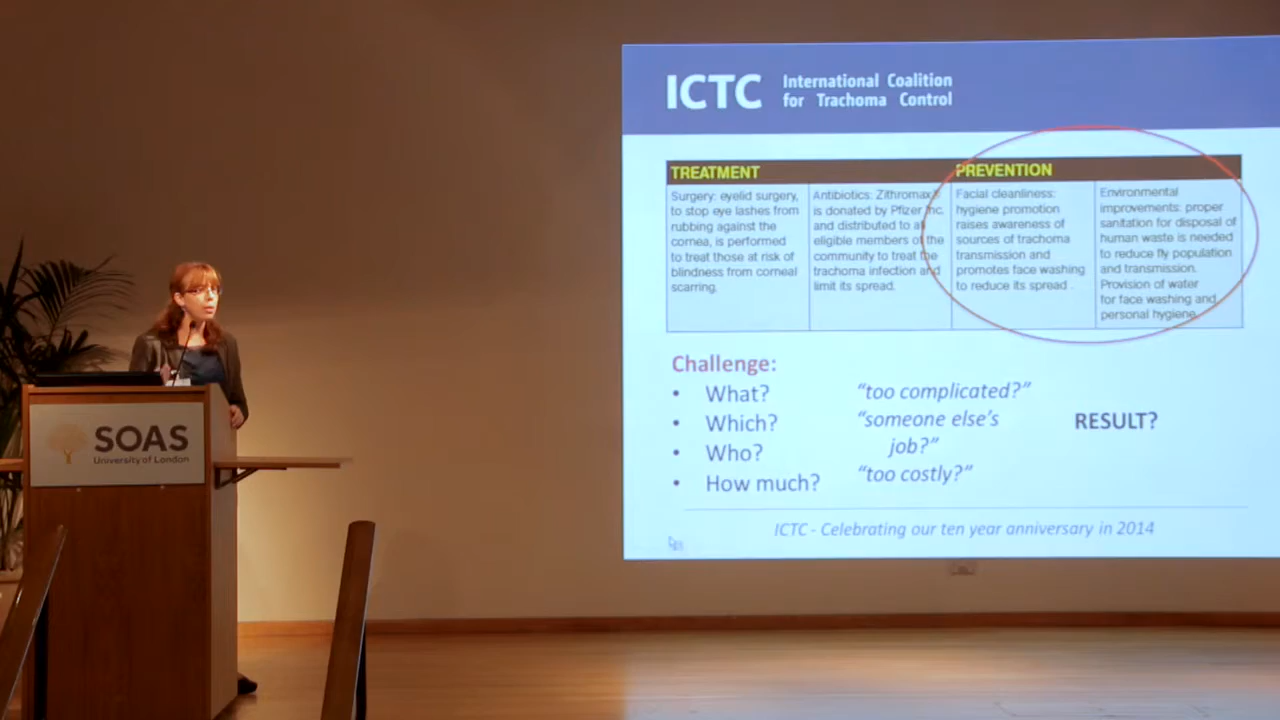 ICTC
International Coalition
for Trachoma Control
TREATMENT
PREVENTION
Surgery: eyelid surgery,
to stop eye lashes from
rubbing against the
cornea, is performed
to treat those at risk of
blindness from corneal
scarring.
Antibiotics: Zithromax®
is donated by Pfizer Inc.
and distributed to all
eligible members of the
community to treat the
trachoma infection and
limit its spread.
Facial cleanliness:
hygiene promotion
raises awareness of
sources of trachoma
transmission and
promotes face washing
to reduce its spread
Environmental
improvements: proper
sanitation for disposal of
human waste is needed
to reduce fly population
and transmission.
Provision of water
for face washing and
personal hygiene.
Challenge:
• What?
• Which?
• Who?
• How much?
“too complicated?”
“someone else’s
job?”
“too costly?”
RESULT?
ICTC - Celebrating our ten year anniversary in 2014
SOAS
University of London